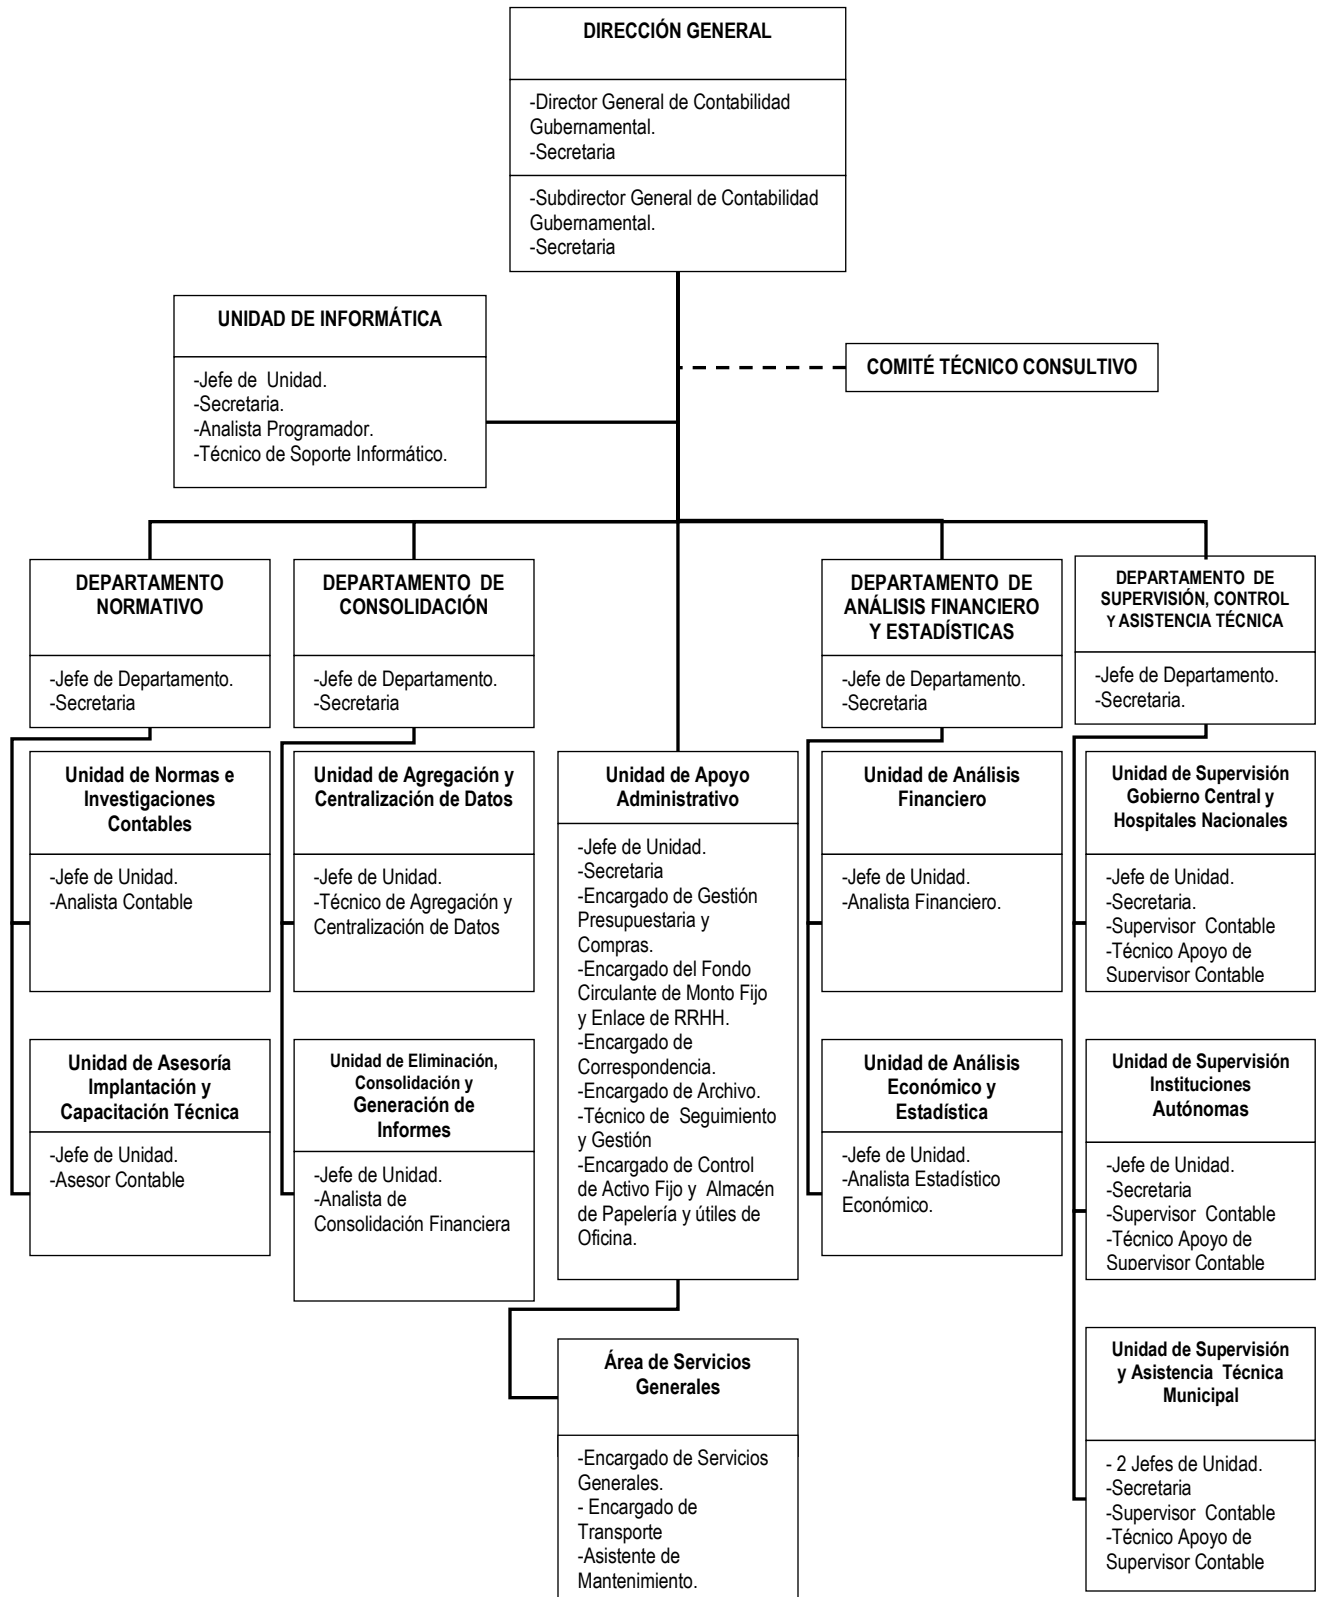 DIRECCIÓN GENERAL
-Director General de Contabilidad
Gubernamental.
-Secretaria
-Subdirector General de Contabilidad
Gubernamental.
-Secretaria
UNIDAD DE INFORMÁTICA
-Jefe de Unidad.
-Secretaria.
-Analista Programador.
-Técnico de Soporte Informático.
COMITÉ TÉCNICO CONSULTIVO
DEPARTAMENTO
NORMATIVO
-Jefe de Departamento.
-Secretaria
DEPARTAMENTO DE
CONSOLIDACIÓN
-Jefe de Departamento.
-Secretaria
DEPARTAMENTO DE
ANÁLISIS FINANCIERO
Y ESTADÍSTICAS
-Jefe de Departamento.
-Secretaria
DEPARTAMENTO DE
SUPERVISIÓN, CONTROL
Y ASISTENCIA TÉCNICA
-Jefe de Departamento.
-Secretaria.
Unidad de Normas e
Investigaciones
Contables
-Jefe de Unidad.
-Analista Contable
Unidad de Agregación y
Centralización de Datos
-Jefe de Unidad.
-Técnico de Agregación y
Centralización de Datos
Unidad de Apoyo
Administrativo
-Jefe de Unidad.
-Secretaria
-Encargado de Gestión
Presupuestaria y
Compras.
-Encargado del Fondo
Circulante de Monto Fijo
y Enlace de RRHH.
-Encargado de
Correspondencia.
-Encargado de Archivo.
-Técnico de Seguimiento
y Gestión
-Encargado de Control
de Activo Fijo y Almacén
de Papelería y útiles de
Oficina.
Unidad de Análisis
Financiero
-Jefe de Unidad.
-Analista Financiero.
Unidad de Supervisión
Gobierno Central y
Hospitales Nacionales
-Jefe de Unidad.
-Secretaria.
-Supervisor Contable
-Técnico Apoyo de
Supervisor Contable
Unidad de Asesoría
Implantación y
Capacitación Técnica
-Jefe de Unidad.
-Asesor Contable
Unidad de Eliminación,
Consolidación y
Generación de
Informes
-Jefe de Unidad.
-Analista de
Consolidación Financiera
Unidad de Análisis
Económico y
Estadística
-Jefe de Unidad.
-Analista Estadístico
Económico.
Unidad de Supervisión
Instituciones
Autónomas
-Jefe de Unidad.
-Secretaria
-Supervisor Contable
-Técnico Apoyo de
Supervisor Contable
Área de Servicios
Generales
-Encargado de Servicios
Generales.
- Encargado de
Transporte
-Asistente de
Mantenimiento.
Unidad de Supervisión
y Asistencia Técnica
Municipal
- 2 Jefes de Unidad.
-Secretaria
-Supervisor Contable
-Técnico Apoyo de
Supervisor Contable